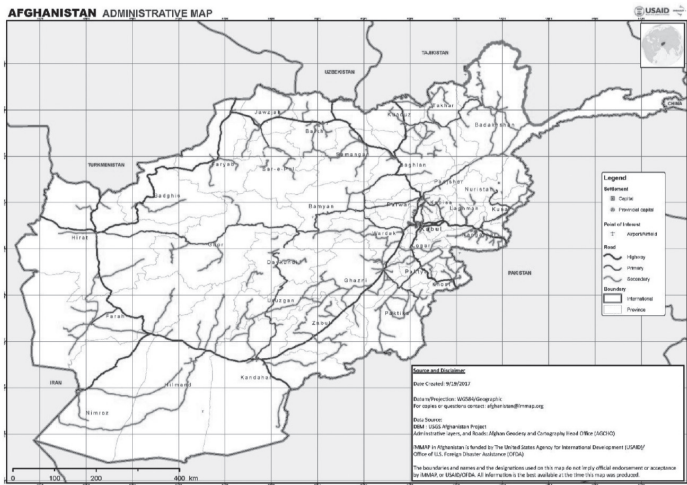 AFGHANISTAN ADMINISTRATIVE MAP
USAID
TAJIKISTAN
UZBEKISTAN
CHINA
TURKMENISTAN
Jawzjan
Balkh
Kunduz
Takhar
Badakhshan
Samangan
Baghlan
Faryab
Sar-e-Pul
Badghis
Panjsher
Nuristan
Bamyan
Parwan
Laghman
Kabul
Hirat
Ghor
Wardak
Logar
Ghazni
Uruzgan
Farah
Zabul
Paktika
PAKISTAN
IRAN
Kandahar
Hilmand
Nimroz
0 100 200 400 km
Legend
Settlement
Capital
Provincial capital
Point of Interest
Airport/Airfield
Road
Highway
Primary
Secondary
Boundary
International
Province
Source and Disclaimer
Date Created: 9/19/2017
Datum/Projection: WGS84/Geographic
For copies or questions contact: afghanistan@immap.org
Data Source:
DEM : USGS Afghanistan Project
Administrative layers, and Roads: Afghan Geodesy and Cartography Head Office (AGCHO)
iMMAP in Afghanistan is funded by The United States Agency for International Development (USAID)/
Office of U.S. Foreign Disaster Assistance (OFDA)
The boundaries and names and the designations used on this map do not imply official endorsement or acceptance
by iMMAP, or USAID/OFDA. All information is the best available at the time this map was produced.